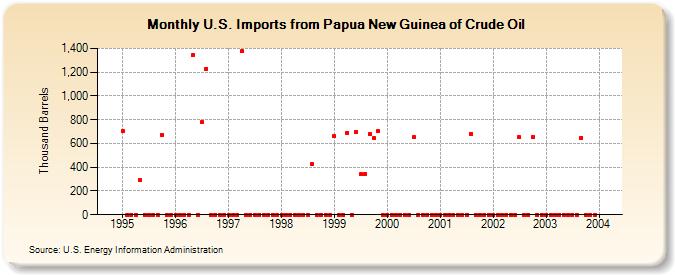 Monthly U.S. Imports from Papua New Guinea of Crude Oil
Thousand Barrels
1,400
1,200
1,000
800
600
400
200
0
1995 1996 1997 1998 1999 2000 2001 2002 2003 2004
Source: U.S. Energy Information Administration